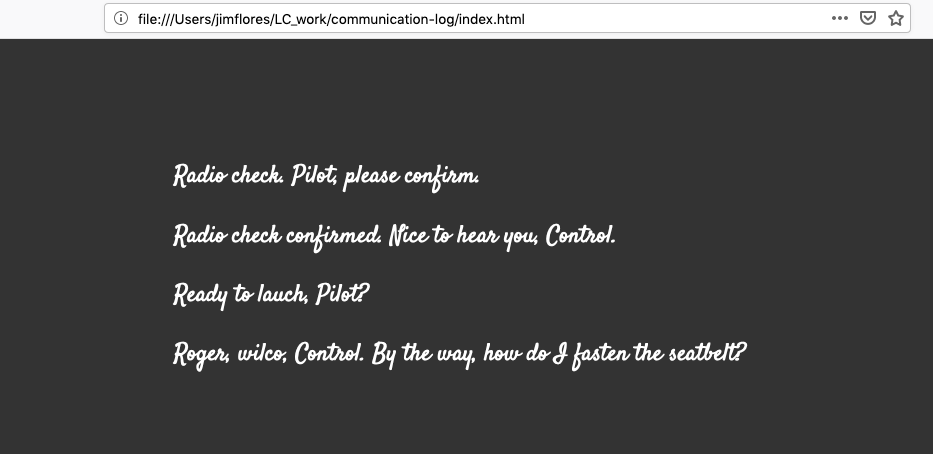 file:///Users/jimflores/LC_work/communication-log/index.html
Radio check. Pilot, please confirm.
Radio check confirmed. Nice to hear you, Control.
Ready to lauch, Pilot?
Roger, wilco, Control. By the way, how do I fasten the seatbelt?